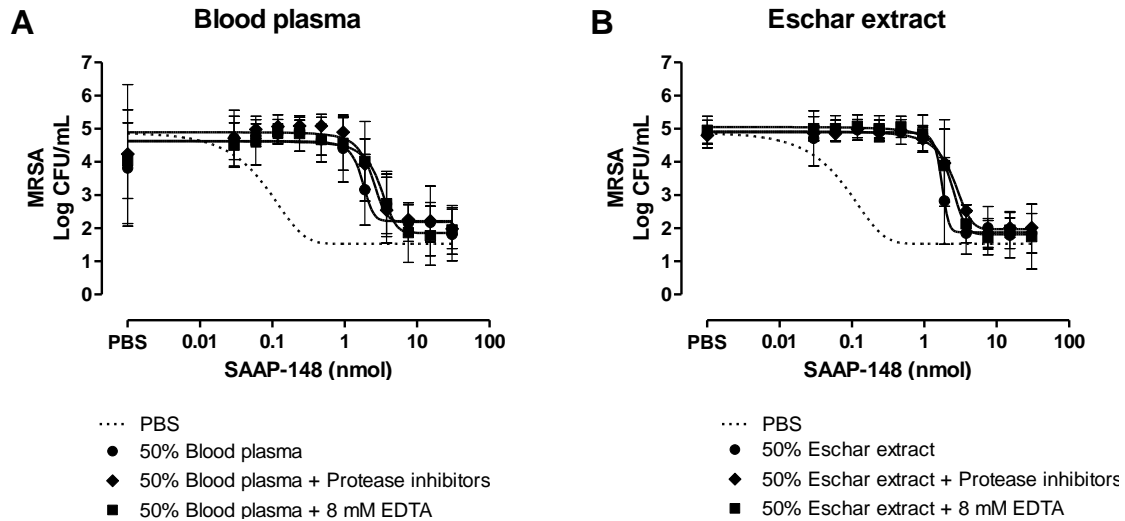 A
Blood plasma
7
6
5
4
3
2
1
0
MRSA
Log CFU/mL
PBS 0.01 0.1 1 10 100
SAAP-148 (nmol)
PBS
50% Blood plasma
50% Blood plasma + Protease inhibitors
50% Blood plasma + 8 mM EDTA
B
Eschar extract
7
6
5
4
3
2
1
0
MRSA
Log CFU/mL
PBS 0.01 0.1 1 10 100
SAAP-148 (nmol)
PBS
50% Eschar extract
50% Eschar extract + Protease inhibitors
50% Eschar extract + 8 mM EDTA